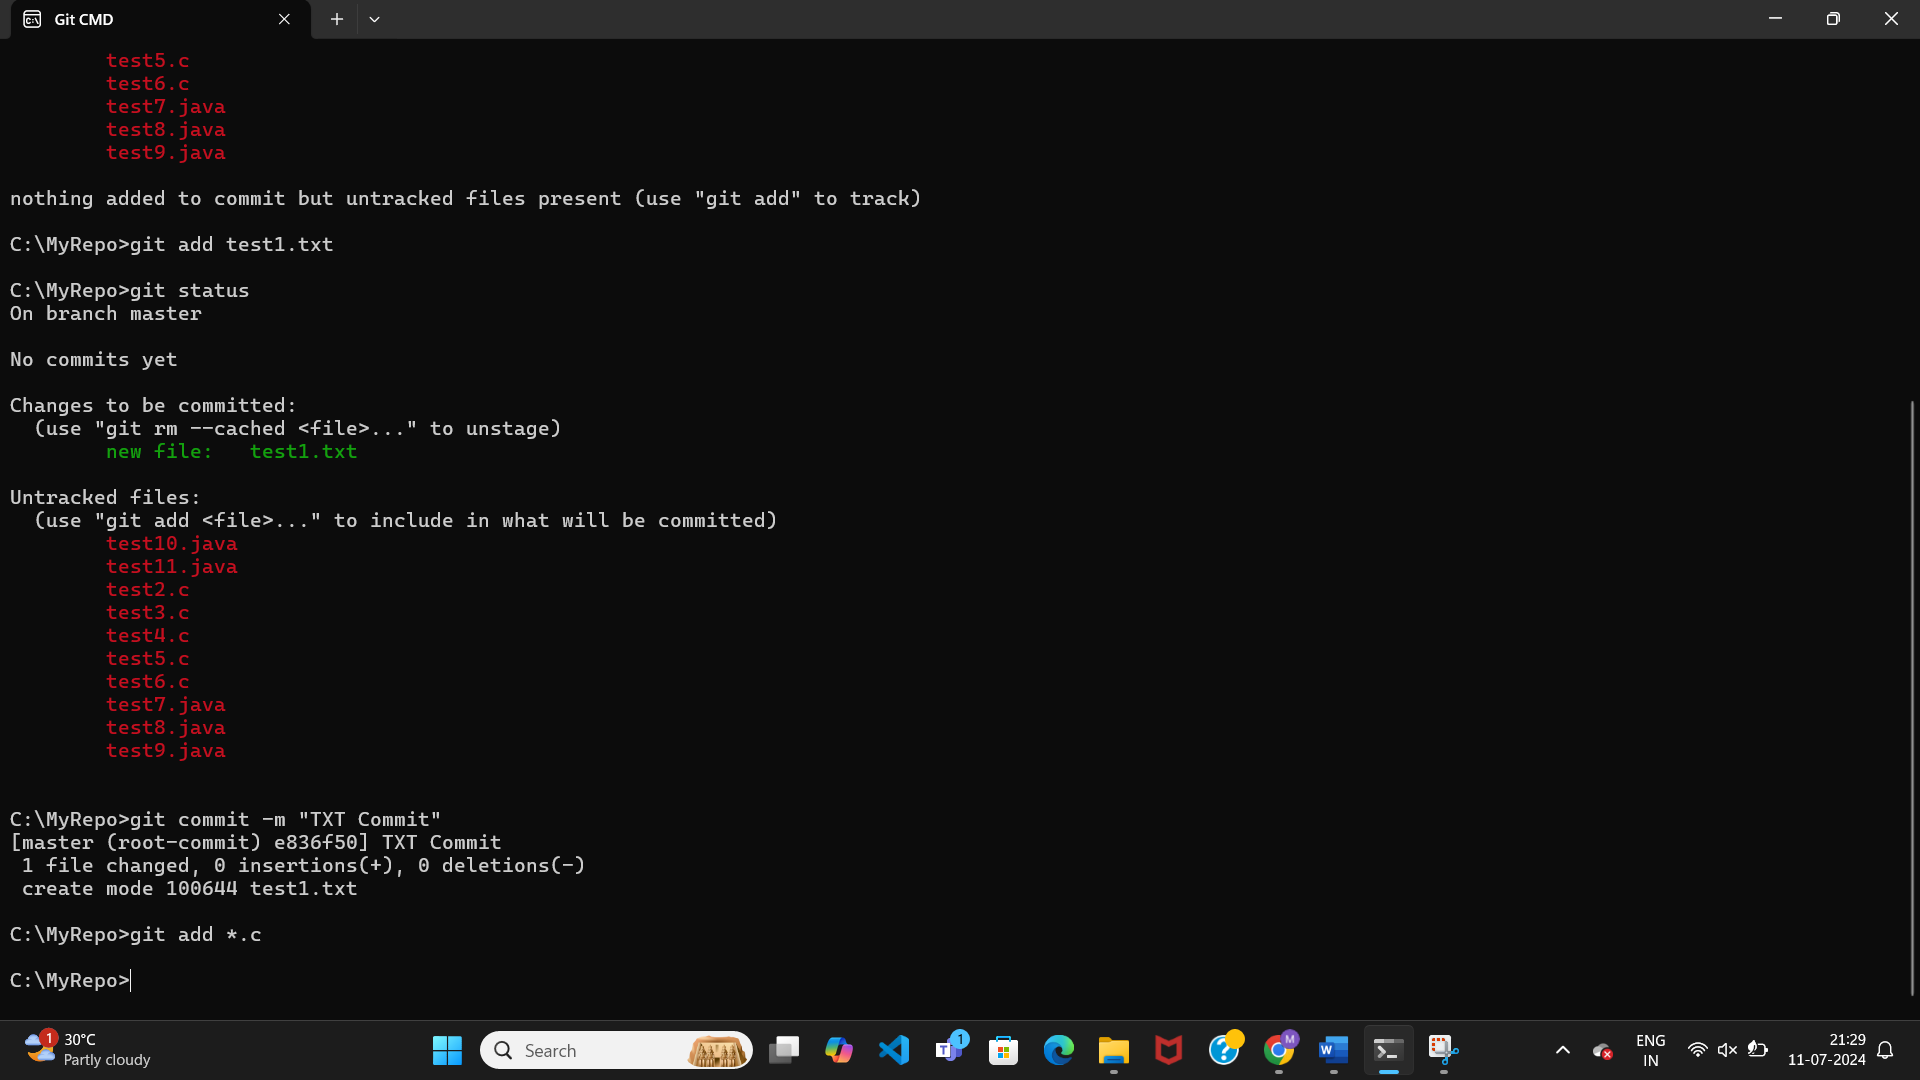 Git CMD
test5.c
test6.c
test7.java
test8.java
test9.java
nothing added to commit but untracked files present (use "git add" to track)
C:\MyRepo>git add test1.txt
C:\MyRepo>git status
On branch master
No commits yet
Changes to be committed:
(use "git rm --cached <file>..." to unstage)
new file:   test1.txt
Untracked files:
(use "git add <file>..." to include in what will be committed)
test10.java
test11.java
test2.c
test3.c
test4.c
test5.c
test6.c
test7.java
test8.java
test9.java
C:\MyRepo>git commit -m "TXT Commit"
[master (root-commit) e836f50] TXT Commit
1 file changed, 0 insertions(+), 0 deletions(-)
create mode 100644 test1.txt
C:\MyRepo>git add *.c
C:\MyRepo>
1
30°C
Partly cloudy
Search
1
M
ENG
IN
21:29
11-07-2024